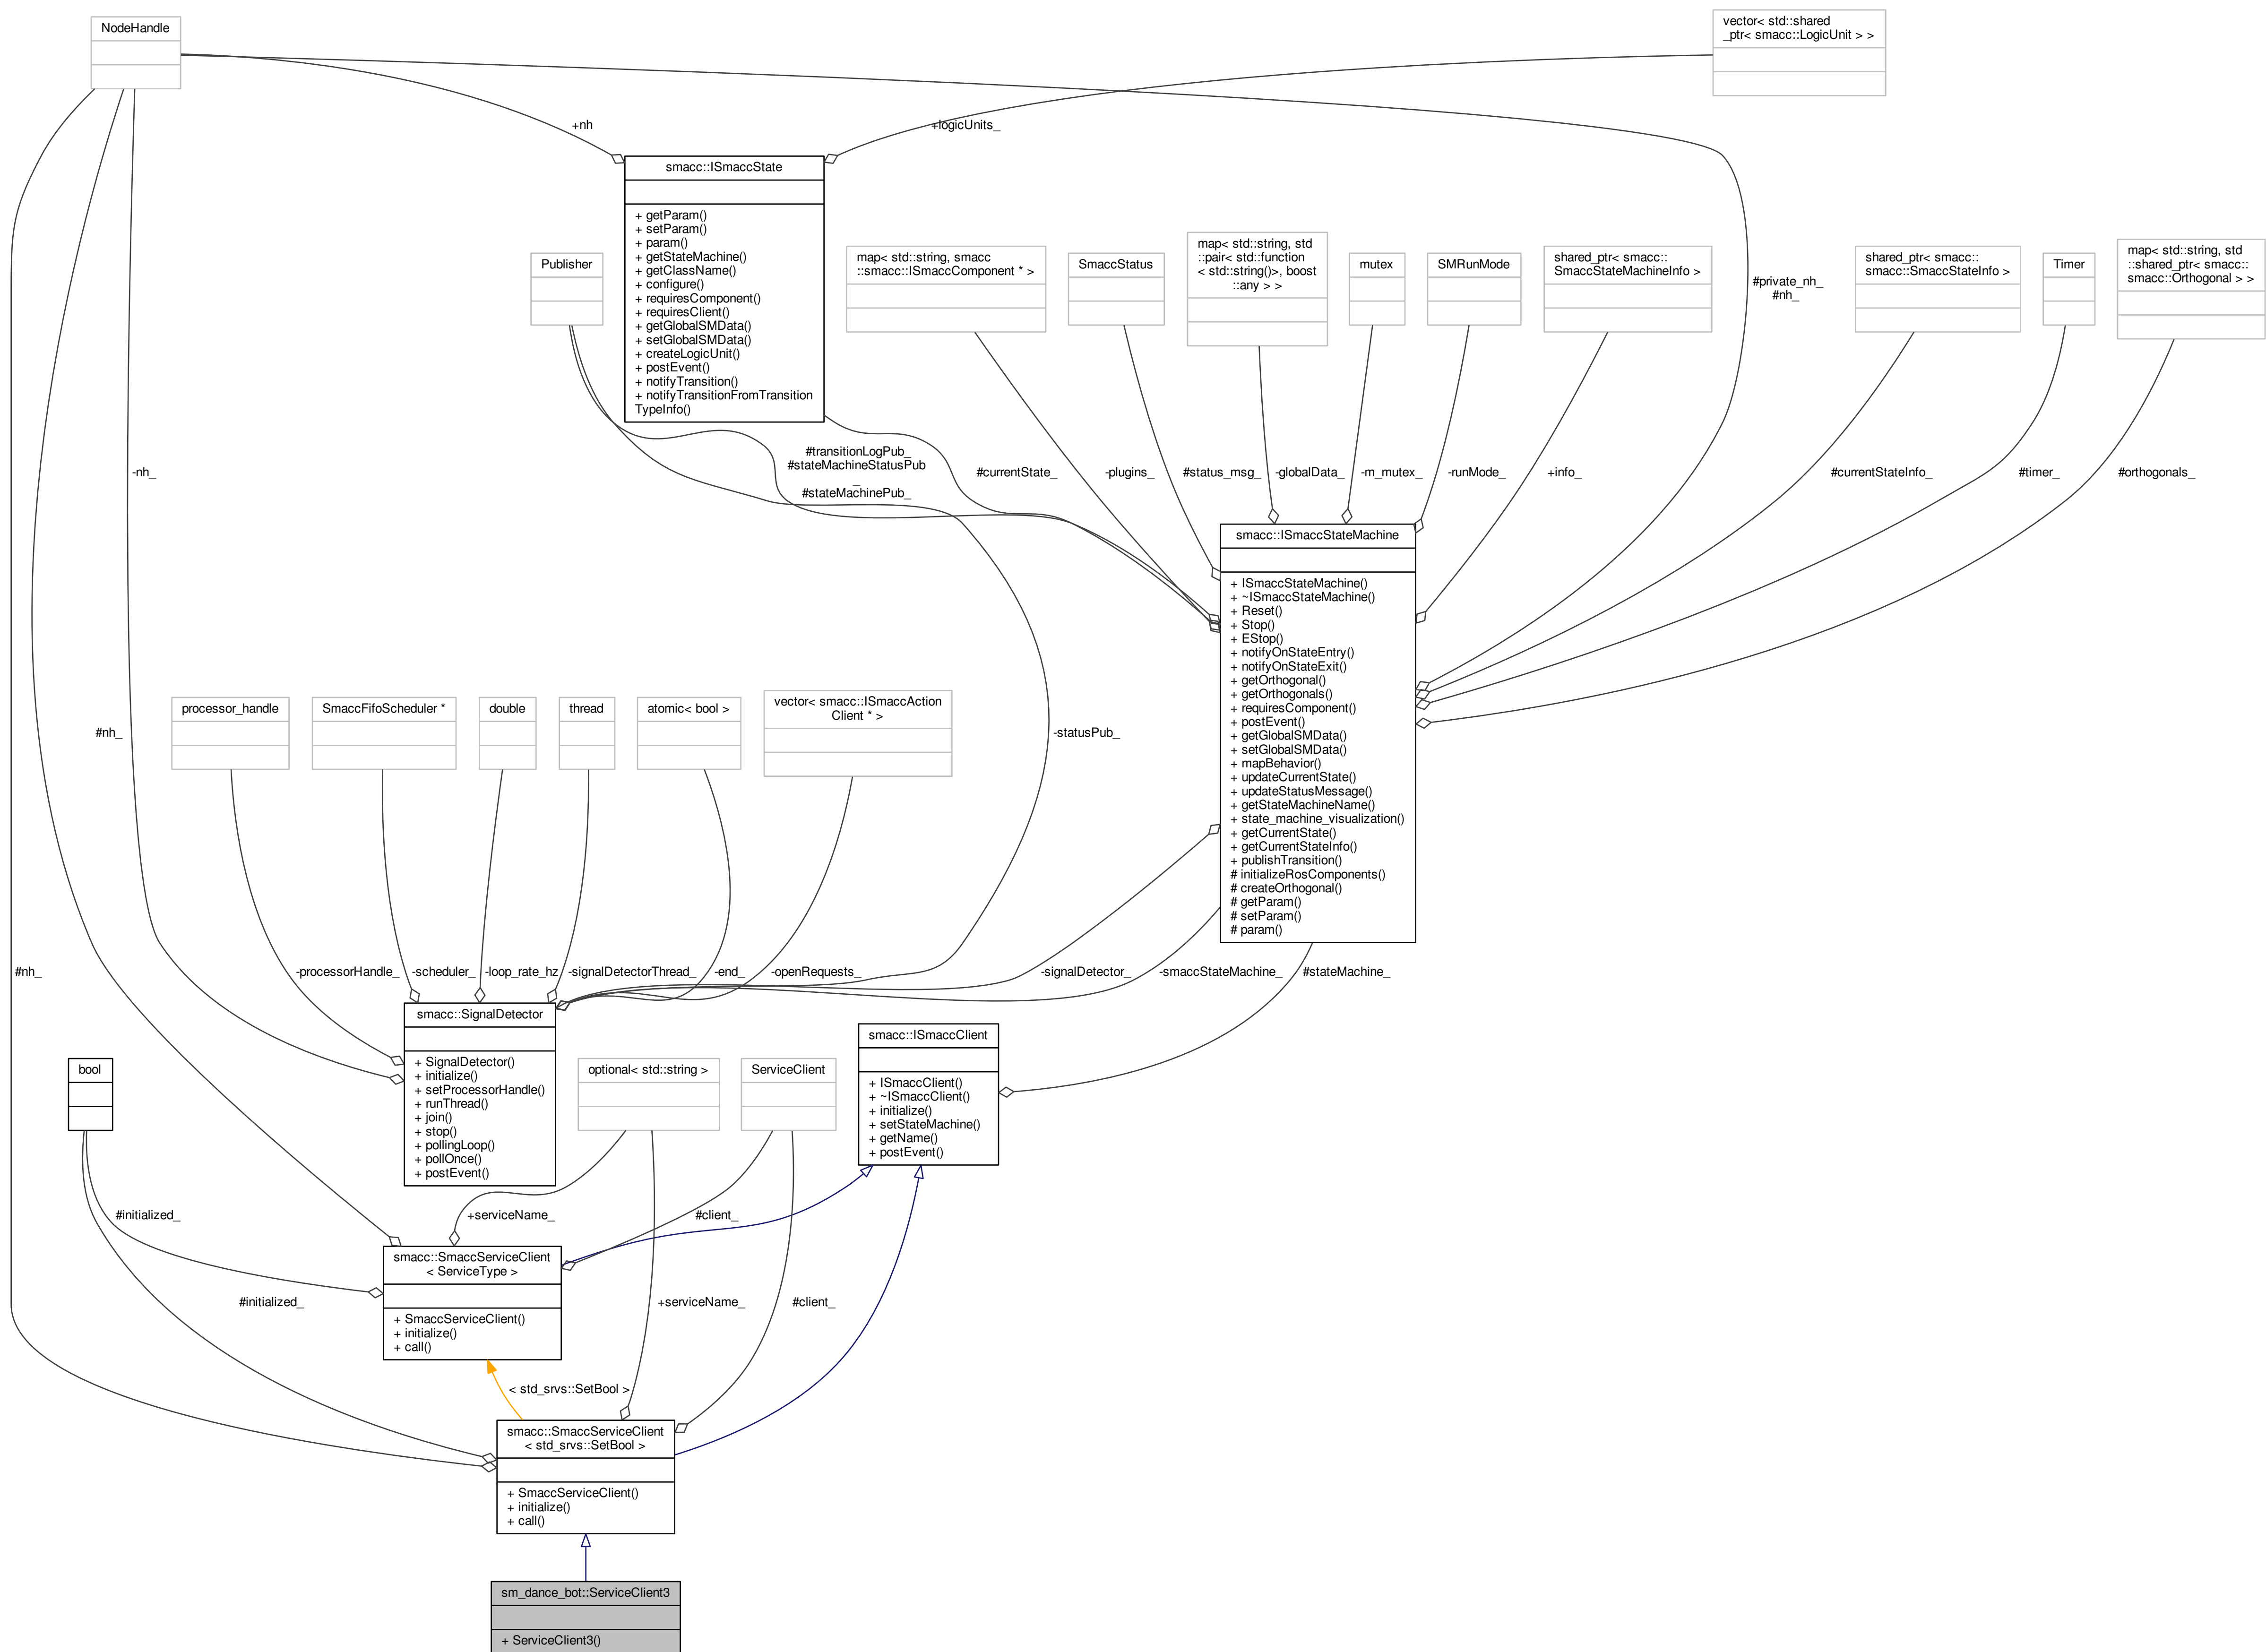 NodeHandle
vector< std::shared
_ptr< smacc::LogicUnit > >
+nh
+logicUnits_
smacc::ISmaccState
+ getParam()
+ setParam()
+ param()
+ getStateMachine()
+ getClassName()
+ configure()
+ requiresComponent()
+ requiresClient()
+ getGlobalSMData()
+ setGlobalSMData()
+ createLogicUnit()
+ postEvent()
+ notifyTransition()
+ notifyTransitionFromTransition
TypeInfo()
Publisher
map< std::string, smacc
::smacc::ISmaccComponent * >
SmaccStatus
map< std::string, std
::pair< std::function
< std::string()>, boost
::any > >
mutex
SMRunMode
shared_ptr< smacc::
SmaccStateMachineInfo >
#private_nh_
#nh_
shared_ptr< smacc::
smacc::SmaccStateInfo >
Timer
map< std::string, std
::shared_ptr< smacc::
smacc::Orthogonal > >
-nh_
#transitionLogPub_
#stateMachineStatusPub
_
#stateMachinePub_
#currentState_
-plugins_
#status_msg_
-globalData_
-m_mutex_
-runMode_
+info_
#currentStateInfo_
#timer_
#orthogonals_
smacc::ISmaccStateMachine
+ ISmaccStateMachine()
+ ~ISmaccStateMachine()
+ Reset()
+ Stop()
+ EStop()
+ notifyOnStateEntry()
+ notifyOnStateExit()
+ getOrthogonal()
+ getOrthogonals()
+ requiresComponent()
+ postEvent()
+ getGlobalSMData()
+ setGlobalSMData()
+ mapBehavior()
+ updateCurrentState()
+ updateStatusMessage()
+ getStateMachineName()
+ state_machine_visualization()
+ getCurrentState()
+ getCurrentStateInfo()
+ publishTransition()
# initializeRosComponents()
# createOrthogonal()
# getParam()
# setParam()
# param()
processor_handle
SmaccFifoScheduler *
double
thread
atomic< bool >
vector< smacc::ISmaccAction
Client * >
#nh_
-statusPub_
#nh_
-processorHandle_
-scheduler_
-loop_rate_hz
-signalDetectorThread_
-end_
-openRequests_
-signalDetector_
-smaccStateMachine_
#stateMachine_
smacc::SignalDetector
+ SignalDetector()
+ initialize()
+ setProcessorHandle()
+ runThread()
+ join()
+ stop()
+ pollingLoop()
+ pollOnce()
+ postEvent()
smacc::ISmaccClient
+ ISmaccClient()
+ ~ISmaccClient()
+ initialize()
+ setStateMachine()
+ getName()
+ postEvent()
bool
optional< std::string >
ServiceClient
#initialized_
+serviceName_
#client_
smacc::SmaccServiceClient
< ServiceType >
+ SmaccServiceClient()
+ initialize()
+ call()
#initialized_
+serviceName_
#client_
< std_srvs::SetBool >
smacc::SmaccServiceClient
< std_srvs::SetBool >
+ SmaccServiceClient()
+ initialize()
+ call()
sm_dance_bot::ServiceClient3
+ ServiceClient3()